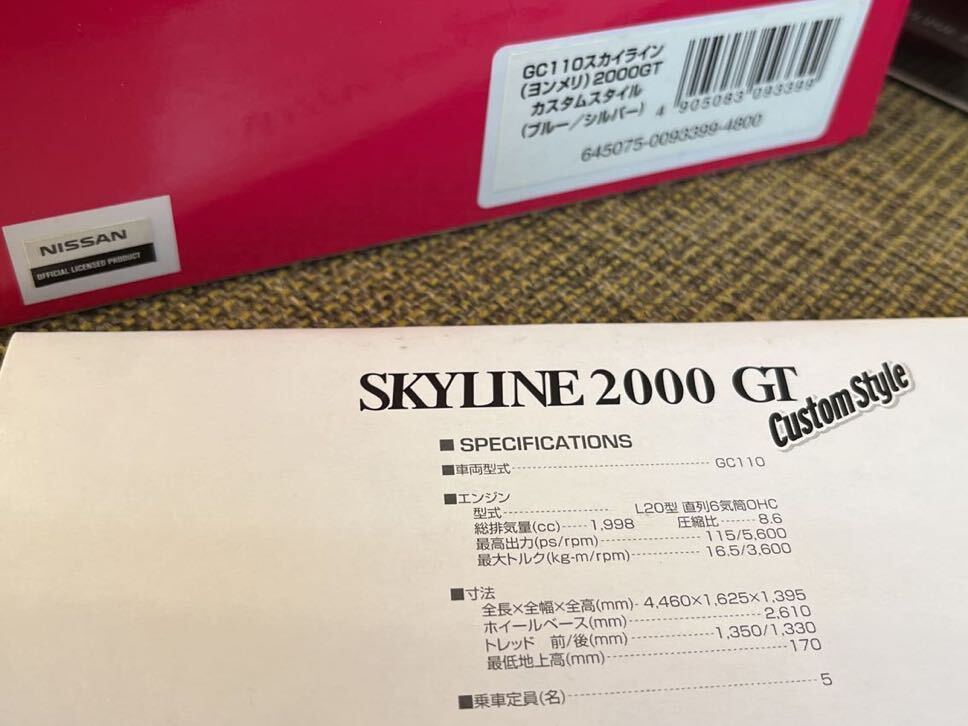 GC110スカイライン
(ヨンメリ)2000GT
カスタムスタイル
(ブルー/シルバー)
4 905083 093399
645075-0093399-4800
NISSAN
OFFICIAL LICENSED PRODUCT
SKYLINE 2000 GT
Custom Style
■ SPECIFICATIONS
■車両型式 GC110
■エンジン
型式 L20型 直列6気筒OHC
総排気量(cc) 1,998 圧縮比 8.6
最高出力(ps/rpm) 115/5,600
最大トルク(kg-m/rpm) 16.5/3,600
■寸法
全長×全幅×全高(mm) 4,460×1,625×1,395
ホイールベース(mm) 2,610
トレッド 前/後(mm) 1,350/1,330
最低地上高(mm) 170
■乗車定員(名) 5